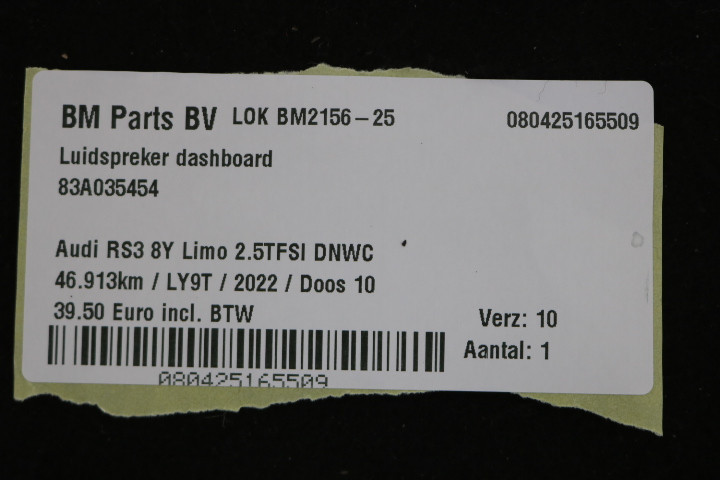 BM Parts BV LOK BM2156-25 080425165509
Luidspreker dashboard
83A035454
Audi RS3 8Y Limo 2.5TFSI DNWC
46.913km / LY9T / 2022 / Doos 10
39.50 Euro incl. BTW
Verz: 10
Aantal: 1
080425165509